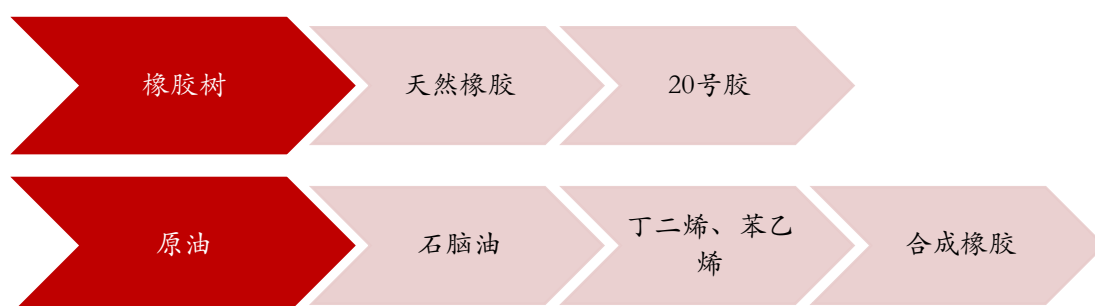 橡胶树
天然橡胶
20号胶
原油
石脑油
丁二烯、苯乙
烯
合成橡胶